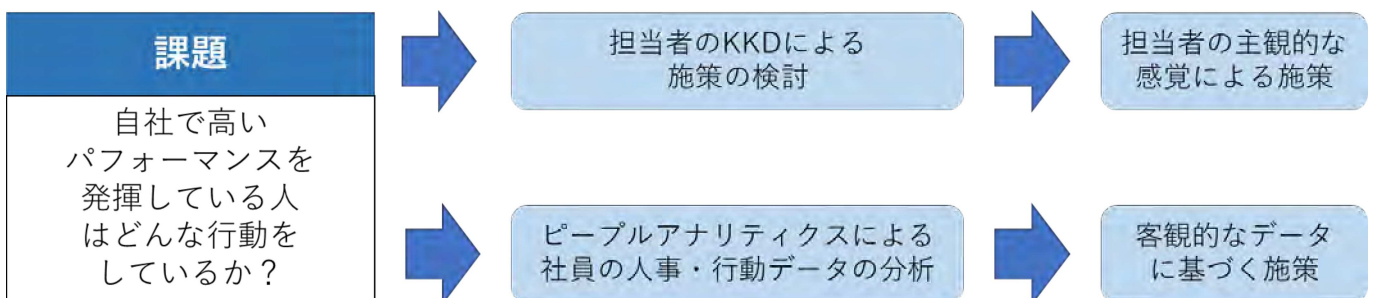 課題
自社で高い
パフォーマンスを
発揮している人
はどんな行動を
しているか？
担当者のKKDによる
施策の検討
担当者の主観的な
感覚による施策
ピープルアナリティクスによる
社員の人事・行動データの分析
客観的なデータ
に基づく施策